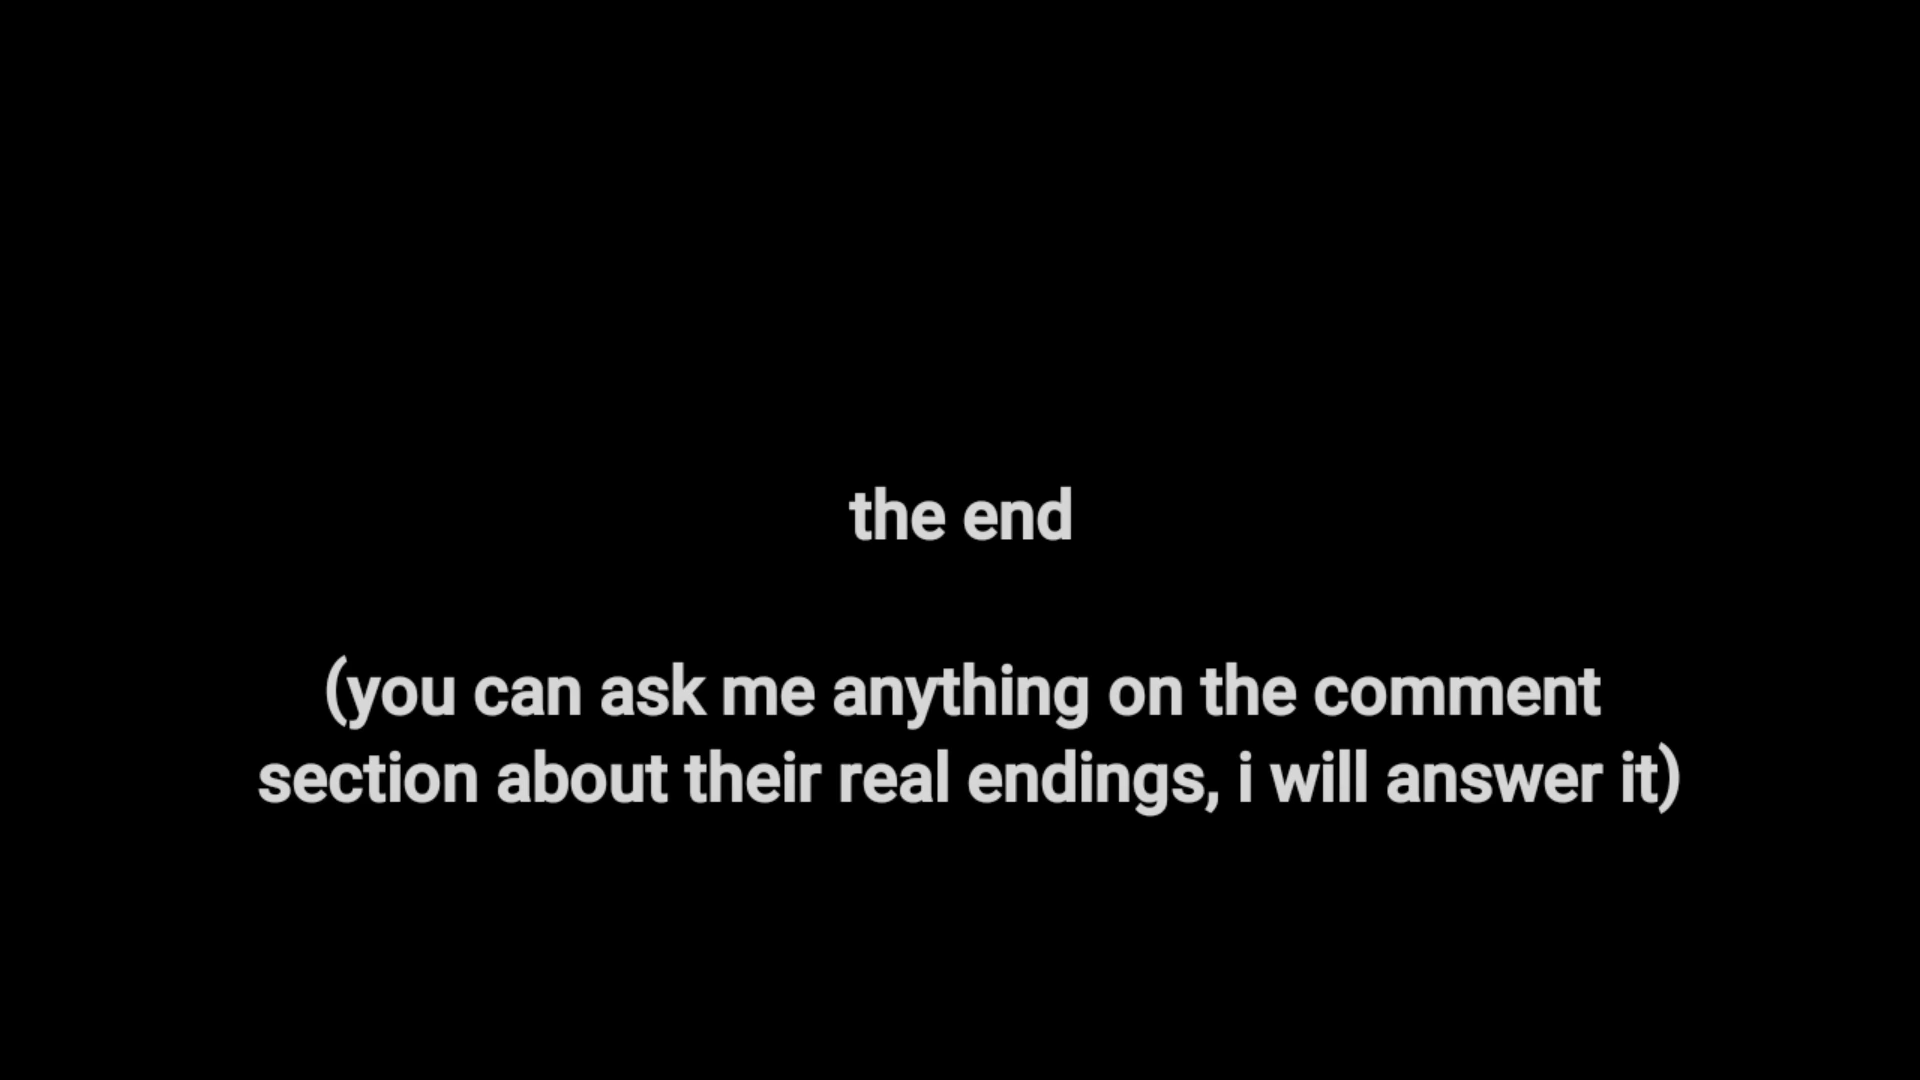 the end
(you can ask me anything on the comment
section about their real endings, i will answer it)